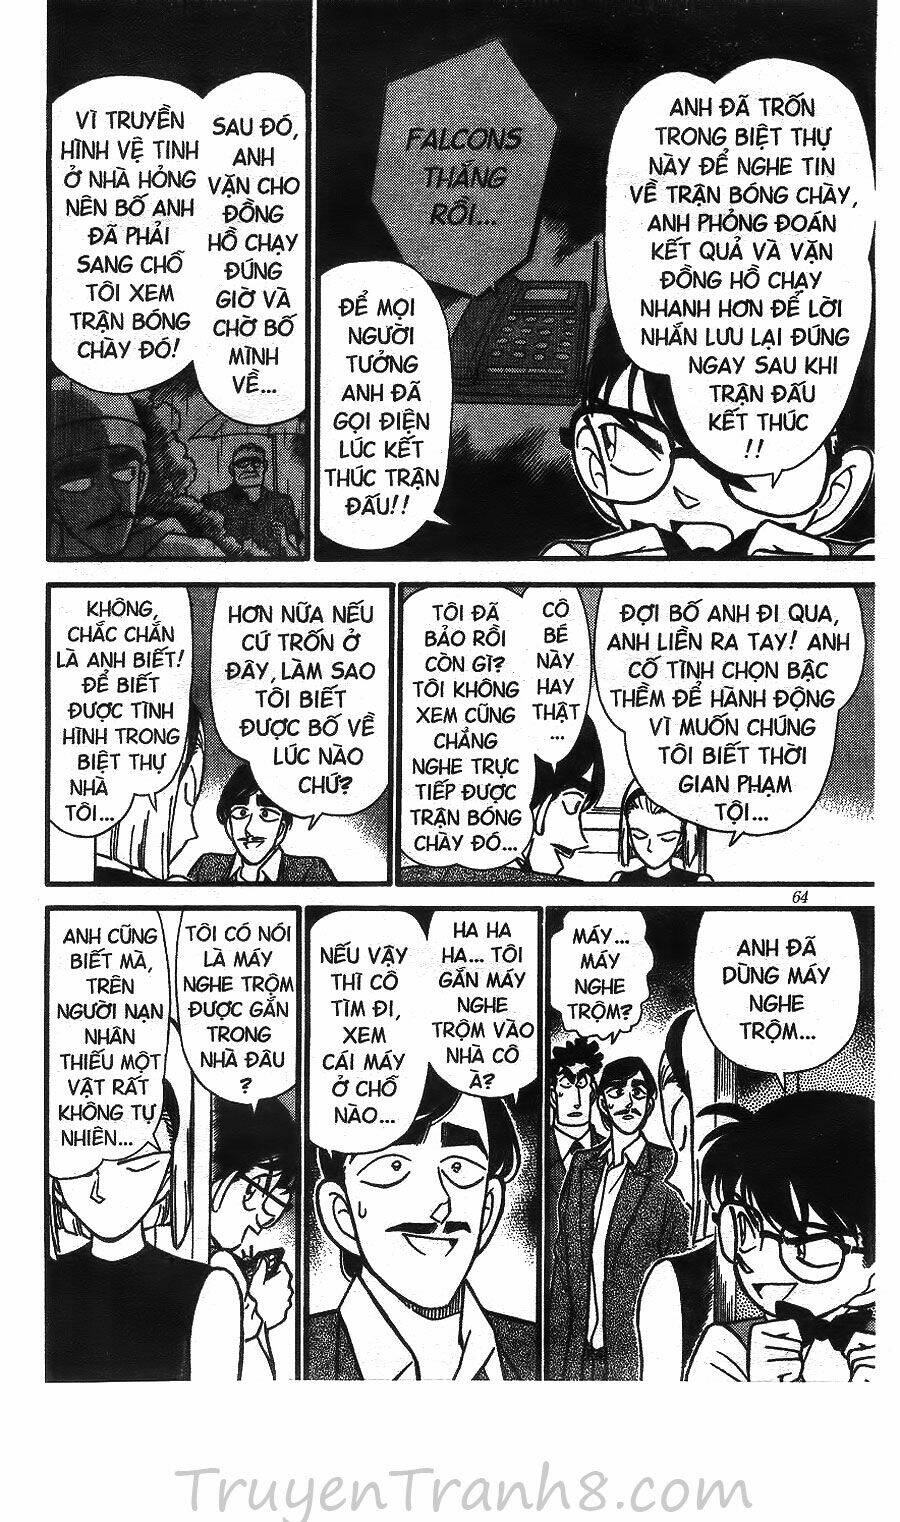 ANH ĐÃ TRỐN
TRONG BIỆT THỰ
NÀY ĐỂ NGHE TIN
VỀ TRẬN BÓNG CHÀY,
ANH PHỎNG ĐOÁN
KẾT QUẢ VÀ VẶN
ĐỒNG HỒ CHẠY
NHANH HƠN ĐỂ LỜI
NHẮN LƯU LẠI ĐÚNG
NGAY SAU KHI
TRẬN ĐẤU
KẾT THÚC
!!
FALCONS
THẮNG
RỒI...
ĐỂ MỌI
NGƯỜI
TƯỞNG
ANH ĐÃ
GỌI ĐIỆN
LÚC KẾT
THÚC TRẬN
ĐẤU!!
SAU ĐÓ,
ANH
VẶN CHO
ĐỒNG
HỒ CHẠY
ĐÚNG
GIỜ VÀ
CHỜ BỐ
MÌNH
VỀ...
VÌ TRUYỀN
HÌNH VỆ TINH
Ở NHÀ HỎNG
NÊN BỐ ANH
ĐÃ PHẢI
SANG CHỖ
TÔI XEM
TRẬN BÓNG
CHÀY ĐÓ!
ĐỢI BỐ ANH ĐI QUA,
ANH LIỀN RA TAY! ANH
CỐ TÌNH CHỌN BẬC
THỀM ĐỂ HÀNH ĐỘNG
VÌ MUỐN CHÚNG
TÔI BIẾT THỜI
GIAN PHẠM
TỘI...
CÔ
BÉ
NÀY
HAY
THẬT
...
TÔI ĐÃ
BẢO RỒI
CÒN GÌ?
TÔI KHÔNG
XEM CŨNG
CHẲNG
NGHE TRỰC
TIẾP ĐƯỢC
TRẬN BÓNG
CHÀY ĐÓ...
HƠN NỮA NẾU
CỨ TRỐN Ở
ĐÂY, LÀM SAO
TÔI BIẾT
ĐƯỢC BỐ VỀ
LÚC NÀO
CHỨ?
KHÔNG,
CHẮC CHẮN
LÀ ANH BIẾT!
ĐỂ BIẾT
ĐƯỢC TÌNH
HÌNH TRONG
BIỆT THỰ
NHÀ
TÔI...
64
ANH ĐÃ
DÙNG MÁY
NGHE
TRỘM...
MÁY...
MÁY
NGHE
TRỘM?
HA HA
HA... TÔI
GẮN MÁY
NGHE
TRỘM VÀO
NHÀ CÔ
À?
NẾU VẬY
THÌ CÔ
TÌM ĐI,
XEM
CÁI MÁY
Ở CHỖ
NÀO...
TÔI CÓ NÓI
LÀ MÁY
NGHE TRỘM
ĐƯỢC GẮN
TRONG
NHÀ ĐÂU
?
ANH CŨNG
BIẾT MÀ,
TRÊN
NGƯỜI NẠN
NHÂN
THIẾU MỘT
VẬT RẤT
KHÔNG TỰ
NHIÊN...
TruyenTranh8.com